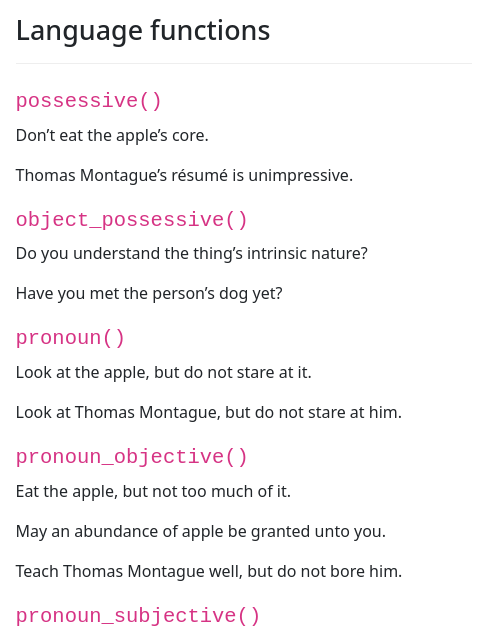 Language functions
possessive()
Don’t eat the apple’s core.
Thomas Montague’s résumé is unimpressive.
object_possessive()
Do you understand the thing’s intrinsic nature?
Have you met the person’s dog yet?
pronoun()
Look at the apple, but do not stare at it.
Look at Thomas Montague, but do not stare at him.
pronoun_objective()
Eat the apple, but not too much of it.
May an abundance of apple be granted unto you.
Teach Thomas Montague well, but do not bore him.
pronoun_subjective()